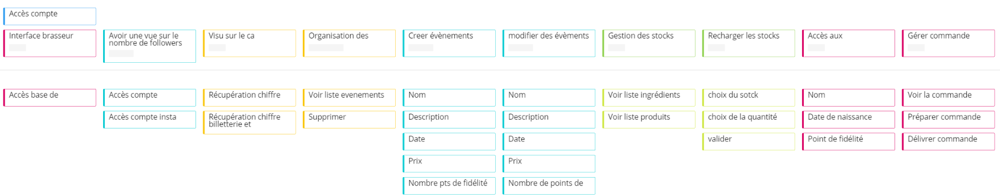 Accès compte
Interface brasseur
Avoir une vue sur le
nombre de followers
Visu sur le ca
Organisation des
Creer évènements
modifier des évèments
Gestion des stocks
Recharger les stocks
Accès aux
Gérer commande
Accès base de
Accès compte
Récupération chiffre
Voir liste evenements
Nom
Nom
Voir liste ingrédients
choix du sotck
Nom
Voir la commande
Accès compte insta
Récupération chiffre
billetterie et
Supprimer
Description
Description
Voir liste produits
choix de la quantité
Date de naissance
Préparer commande
Date
Date
valider
Point de fidélité
Délivrer commande
Prix
Prix
Nombre pts de fidélité
Nombre de points de